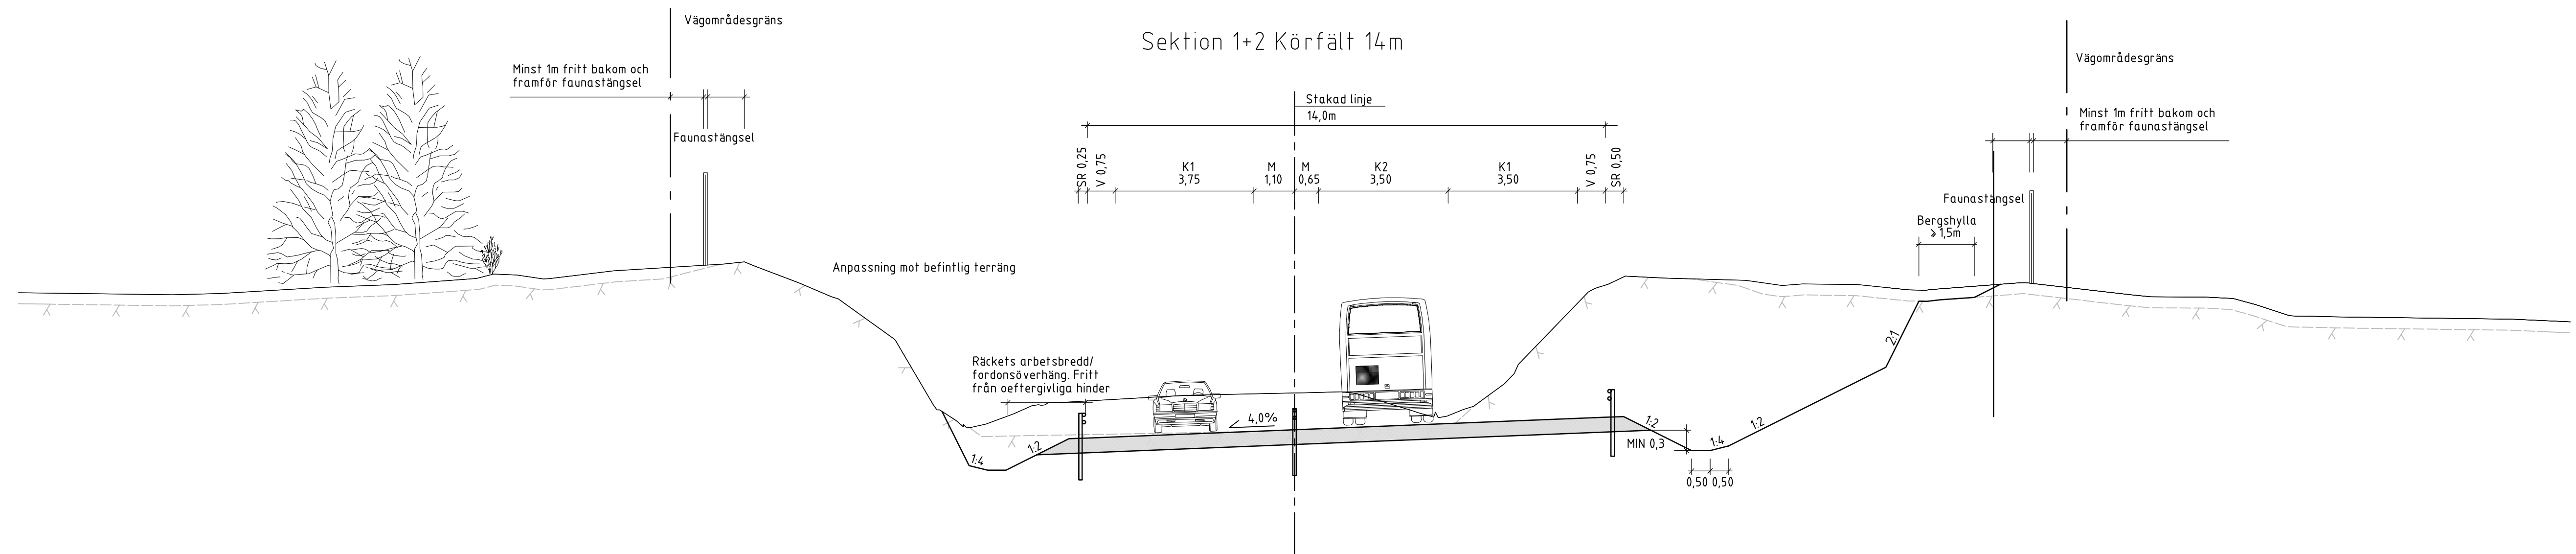 Sektion 1+2 Körfält 14m
Vägområdesgräns
Minst 1m fritt bakom och
framför faunastängsel
Faunastängsel
Anpassning mot befintlig terräng
Räckets arbetsbredd/
fordonsöverhäng. Fritt
från oeftergivliga hinder
Stakad linje
14,0m
SR 0,25
V 0,75
K1
3,75
M
1,10
M
0,65
K2
3,50
K1
3,50
V 0,75
SR 0,50
4,0%
1:4
1:2
1:2
MIN 0,3
1:4
1:2
0,50 0,50
2:1
Bergshylla
⩾ 1,5m
Faunastängsel
Vägområdesgräns
Minst 1m fritt bakom och
framför faunastängsel